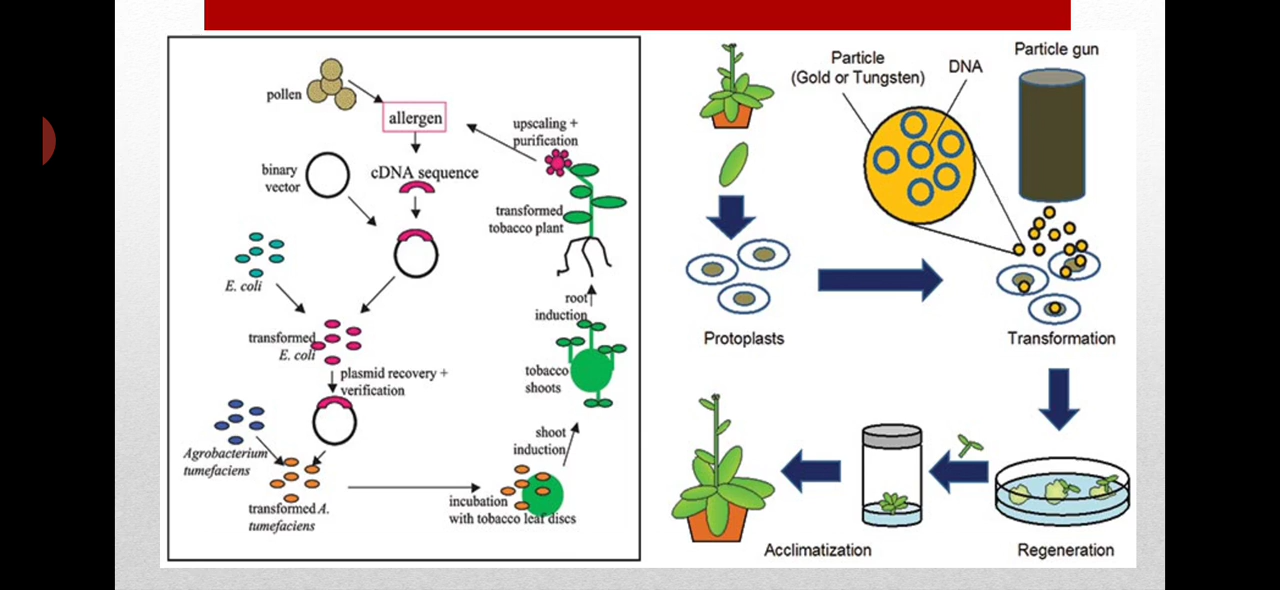 pollen
allergen
binary
vector
cDNA sequence
E. coli
transformed
E. coli
plasmid recovery +
verification
Agrobacterium
tumefaciens
transformed A.
tumefaciens
incubation
with tobacco leaf discs
shoot
induction
tobacco
shoots
root
induction
transformed
tobacco plant
upscaling +
purification
Particle
(Gold or Tungsten)
DNA
Particle gun
Protoplasts
Transformation
Regeneration
Acclimatization